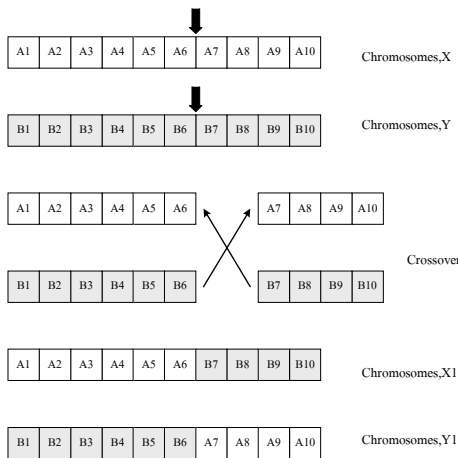 A1 A2 A3 A4 A5 A6 A7 A8 A9 A10 Chromosomes,X
B1 B2 B3 B4 B5 B6 B7 B8 B9 B10 Chromosomes,Y
A1 A2 A3 A4 A5 A6 A7 A8 A9 A10
Crossover
B1 B2 B3 B4 B5 B6 B7 B8 B9 B10
A1 A2 A3 A4 A5 A6 B7 B8 B9 B10 Chromosomes,X1
B1 B2 B3 B4 B5 B6 A7 A8 A9 A10 Chromosomes,Y1